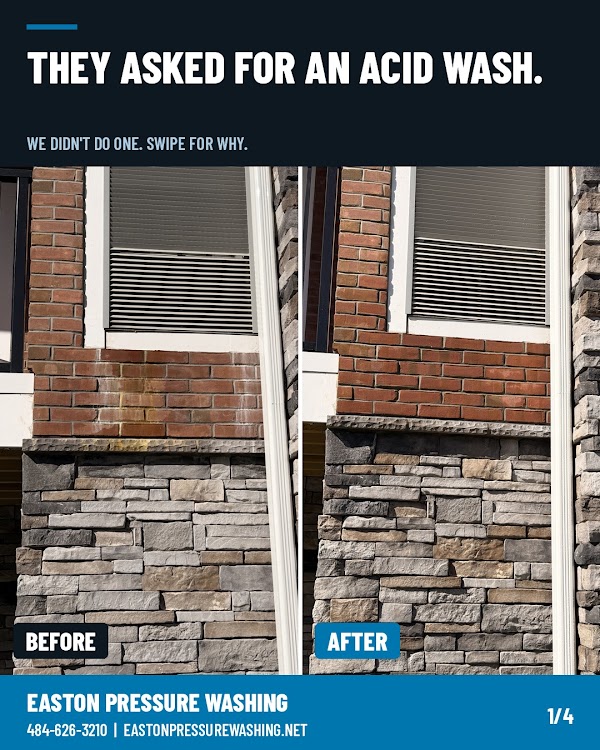 THEY ASKED FOR AN ACID WASH.
WE DIDN'T DO ONE. SWIPE FOR WHY.
BEFORE
AFTER
EASTON PRESSURE WASHING
484-626-3210 | EASTONPRESSUREWASHING.NET
1/4